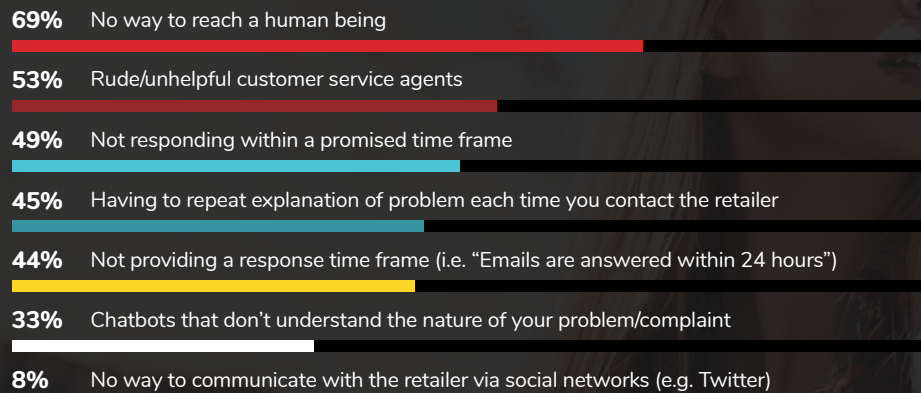 69% No way to reach a human being
53% Rude/unhelpful customer service agents
49% Not responding within a promised time frame
45% Having to repeat explanation of problem each time you contact the retailer
44% Not providing a response time frame (i.e. “Emails are answered within 24 hours”)
33% Chatbots that don’t understand the nature of your problem/complaint
8% No way to communicate with the retailer via social networks (e.g. Twitter)